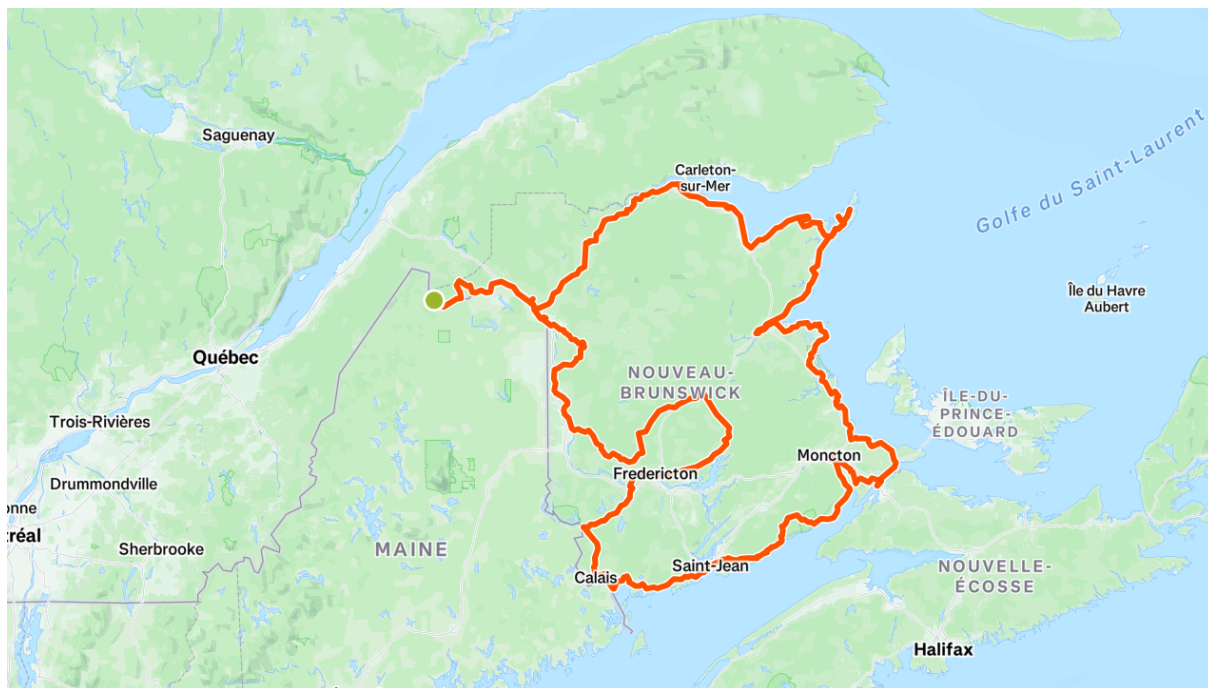 Saguenay
Carleton-
sur-Mer
Golfe du Saint-Laurent
Île du Havre
Aubert
Québec
NOUVEAU-
BRUNSWICK
ÎLE-DU-
PRINCE-
ÉDOUARD
Trois-Rivières
Moncton
Fredericton
Drummondville
onne
tréal
Sherbrooke
MAINE
Saint-Jean
Calais
NOUVELLE-
ÉCOSSE
Halifax